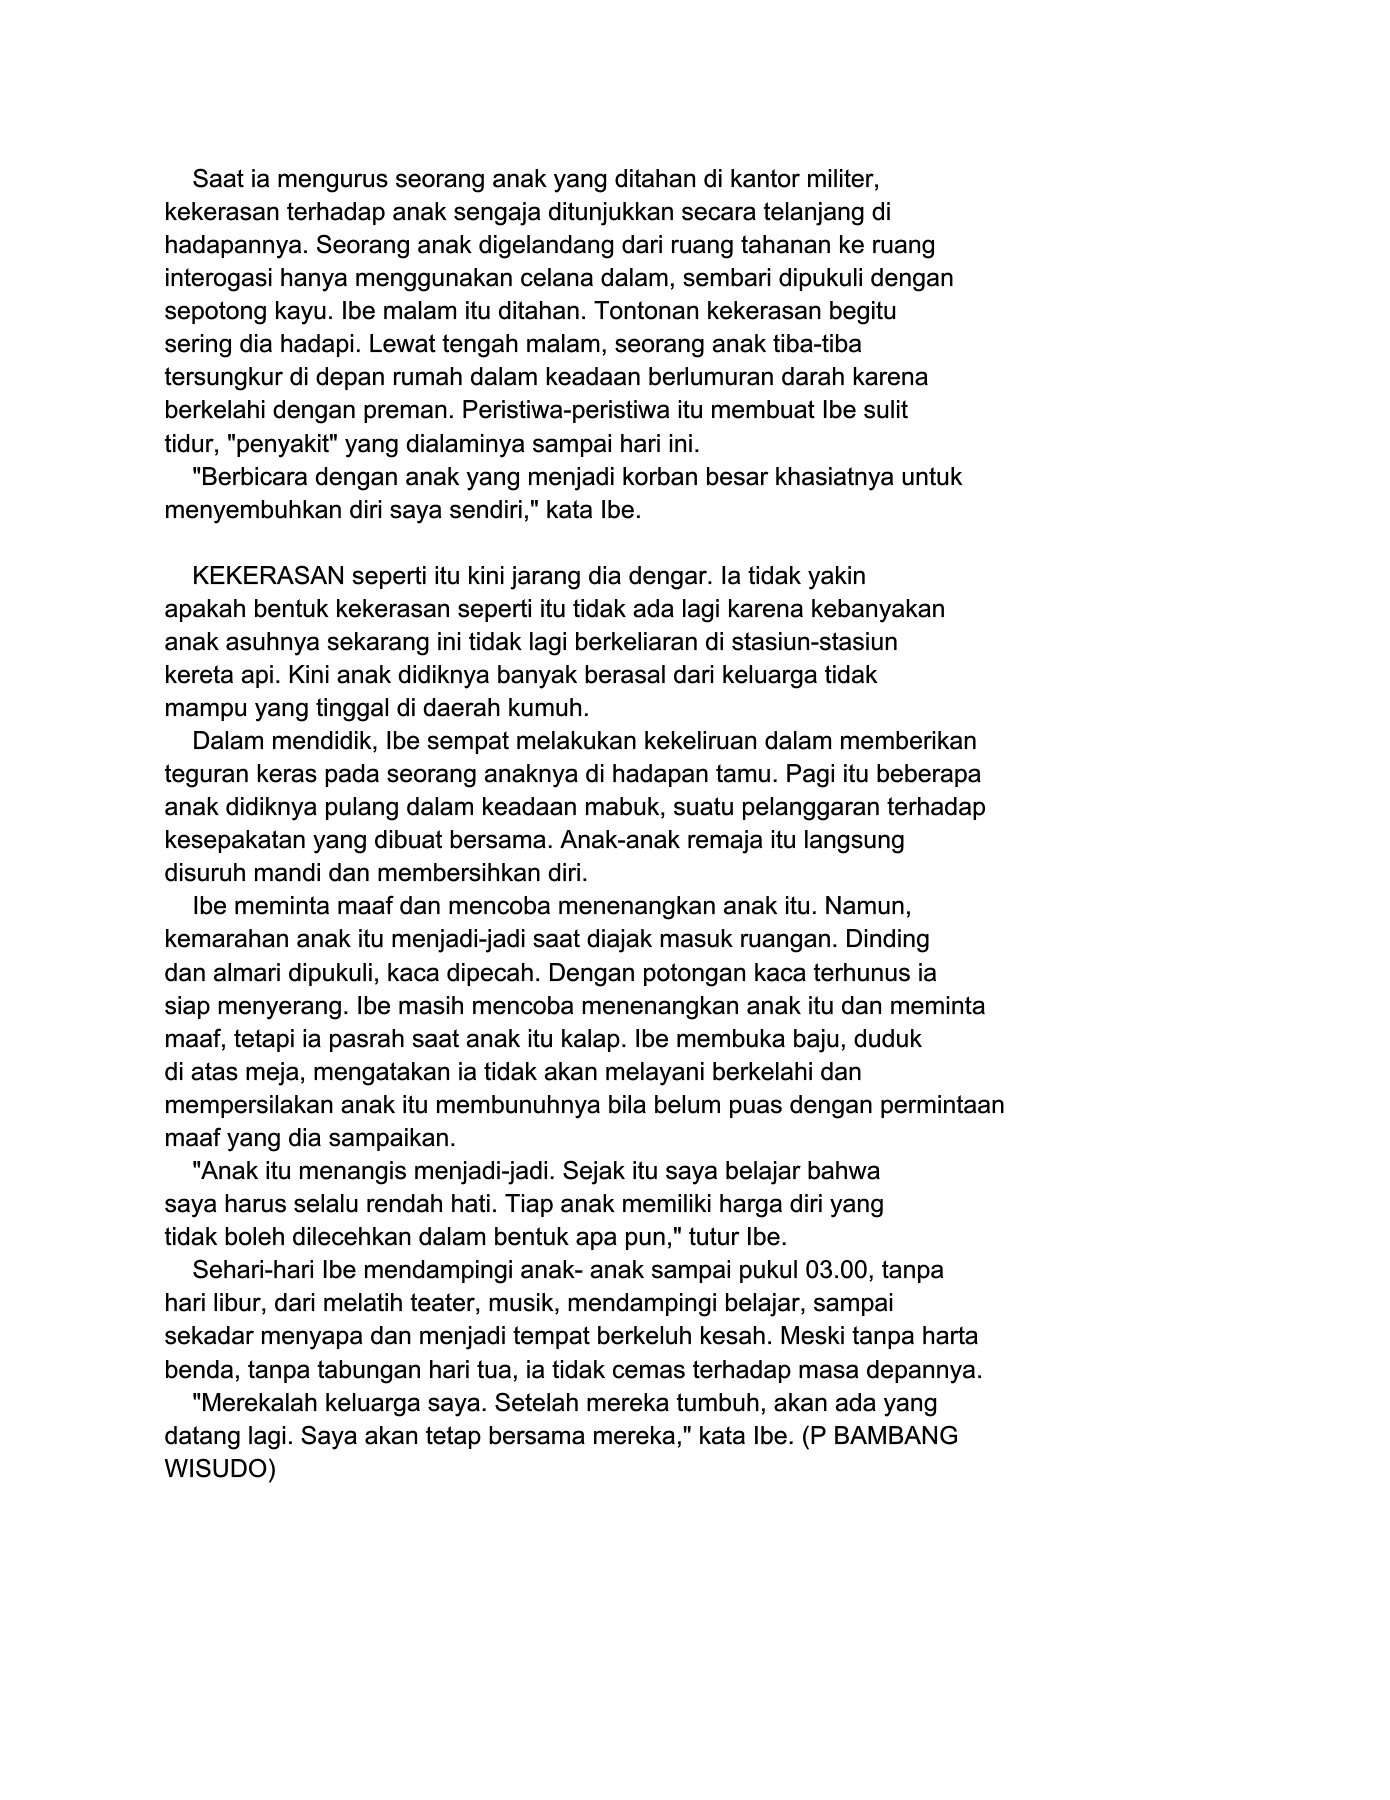 Saat ia mengurus seorang anak yang ditahan di kantor militer,
kekerasan terhadap anak sengaja ditunjukkan secara telanjang di
hadapannya. Seorang anak digelandang dari ruang tahanan ke ruang
interogasi hanya menggunakan celana dalam, sembari dipukuli dengan
sepotong kayu. Ibe malam itu ditahan. Tontonan kekerasan begitu
sering dia hadapi. Lewat tengah malam, seorang anak tiba-tiba
tersungkur di depan rumah dalam keadaan berlumuran darah karena
berkelahi dengan preman. Peristiwa-peristiwa itu membuat Ibe sulit
tidur, "penyakit" yang dialaminya sampai hari ini.
"Berbicara dengan anak yang menjadi korban besar khasiatnya untuk
menyembuhkan diri saya sendiri," kata Ibe.
KEKERASAN seperti itu kini jarang dia dengar. Ia tidak yakin
apakah bentuk kekerasan seperti itu tidak ada lagi karena kebanyakan
anak asuhnya sekarang ini tidak lagi berkeliaran di stasiun-stasiun
kereta api. Kini anak didiknya banyak berasal dari keluarga tidak
mampu yang tinggal di daerah kumuh.
Dalam mendidik, Ibe sempat melakukan kekeliruan dalam memberikan
teguran keras pada seorang anaknya di hadapan tamu. Pagi itu beberapa
anak didiknya pulang dalam keadaan mabuk, suatu pelanggaran terhadap
kesepakatan yang dibuat bersama. Anak-anak remaja itu langsung
disuruh mandi dan membersihkan diri.
Ibe meminta maaf dan mencoba menenangkan anak itu. Namun,
kemarahan anak itu menjadi-jadi saat diajak masuk ruangan. Dinding
dan almari dipukuli, kaca dipecah. Dengan potongan kaca terhunus ia
siap menyerang. Ibe masih mencoba menenangkan anak itu dan meminta
maaf, tetapi ia pasrah saat anak itu kalap. Ibe membuka baju, duduk
di atas meja, mengatakan ia tidak akan melayani berkelahi dan
mempersilakan anak itu membunuhnya bila belum puas dengan permintaan
maaf yang dia sampaikan.
"Anak itu menangis menjadi-jadi. Sejak itu saya belajar bahwa
saya harus selalu rendah hati. Tiap anak memiliki harga diri yang
tidak boleh dilecehkan dalam bentuk apa pun," tutur Ibe.
Sehari-hari Ibe mendampingi anak- anak sampai pukul 03.00, tanpa
hari libur, dari melatih teater, musik, mendampingi belajar, sampai
sekadar menyapa dan menjadi tempat berkeluh kesah. Meski tanpa harta
benda, tanpa tabungan hari tua, ia tidak cemas terhadap masa depannya.
"Merekalah keluarga saya. Setelah mereka tumbuh, akan ada yang
datang lagi. Saya akan tetap bersama mereka," kata Ibe. (P BAMBANG
WISUDO)